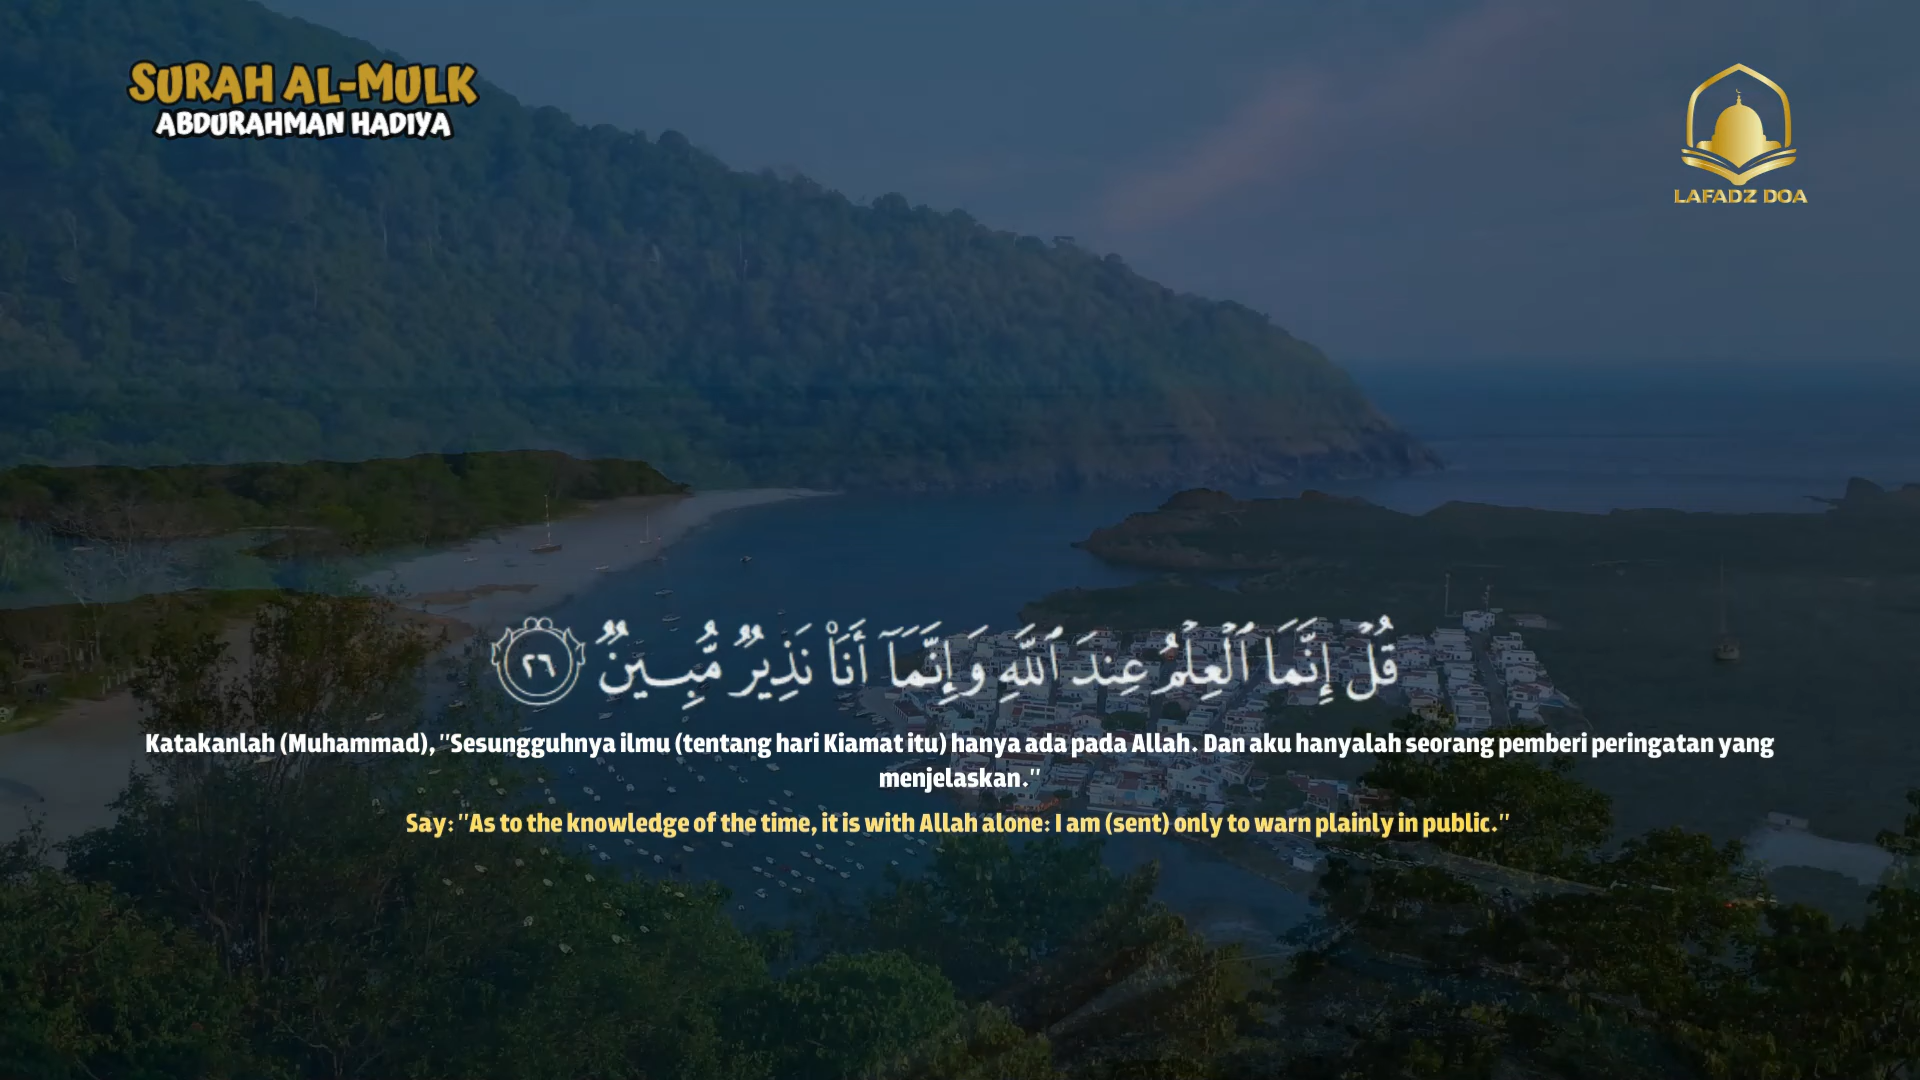 SURAH AL-MULK
ABDURAHMAN HADIYA
LAFADZ DOA
قُلْ إِنَّمَا ٱلْعِلْمُ عِندَ ٱللَّهِ وَإِنَّمَآ أَنَا۠ نَذِيرٌ مُّبِينٌ ٢٦
Katakanlah (Muhammad), "Sesungguhnya ilmu (tentang hari Kiamat itu) hanya ada pada Allah. Dan aku hanyalah seorang pemberi peringatan yang
menjelaskan."
Say: "As to the knowledge of the time, it is with Allah alone: I am (sent) only to warn plainly in public."